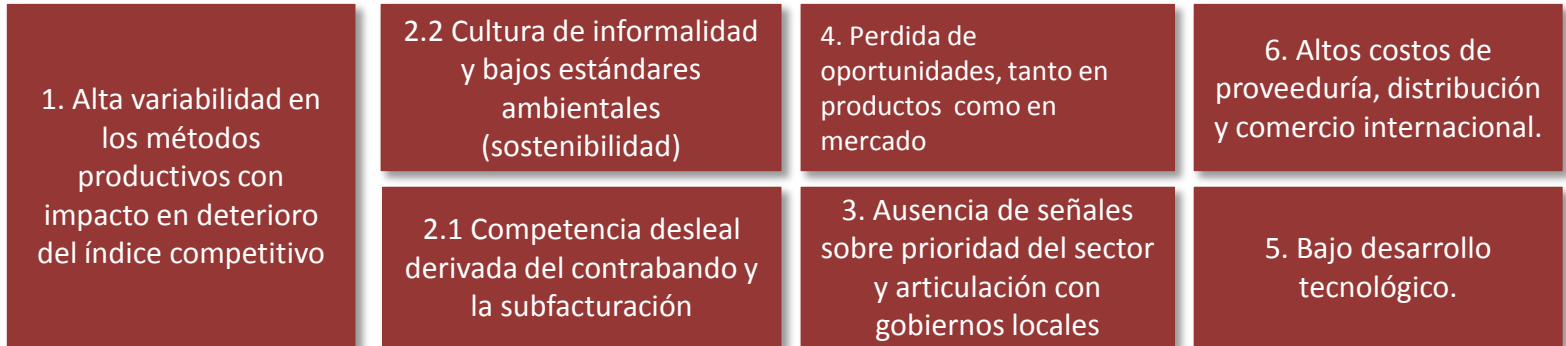 1. Alta variabilidad en
los métodos
productivos con
impacto en deterioro
del índice competitivo
2.2 Cultura de informalidad
y bajos estándares
ambientales
(sostenibilidad)
2.1 Competencia desleal
derivada del contrabando y
la subfacturación
4. Perdida de
oportunidades, tanto en
productos como en
mercado
3. Ausencia de señales
sobre prioridad del sector
y articulación con
gobiernos locales
6. Altos costos de
proveeduría, distribución
y comercio internacional.
5. Bajo desarrollo
tecnológico.